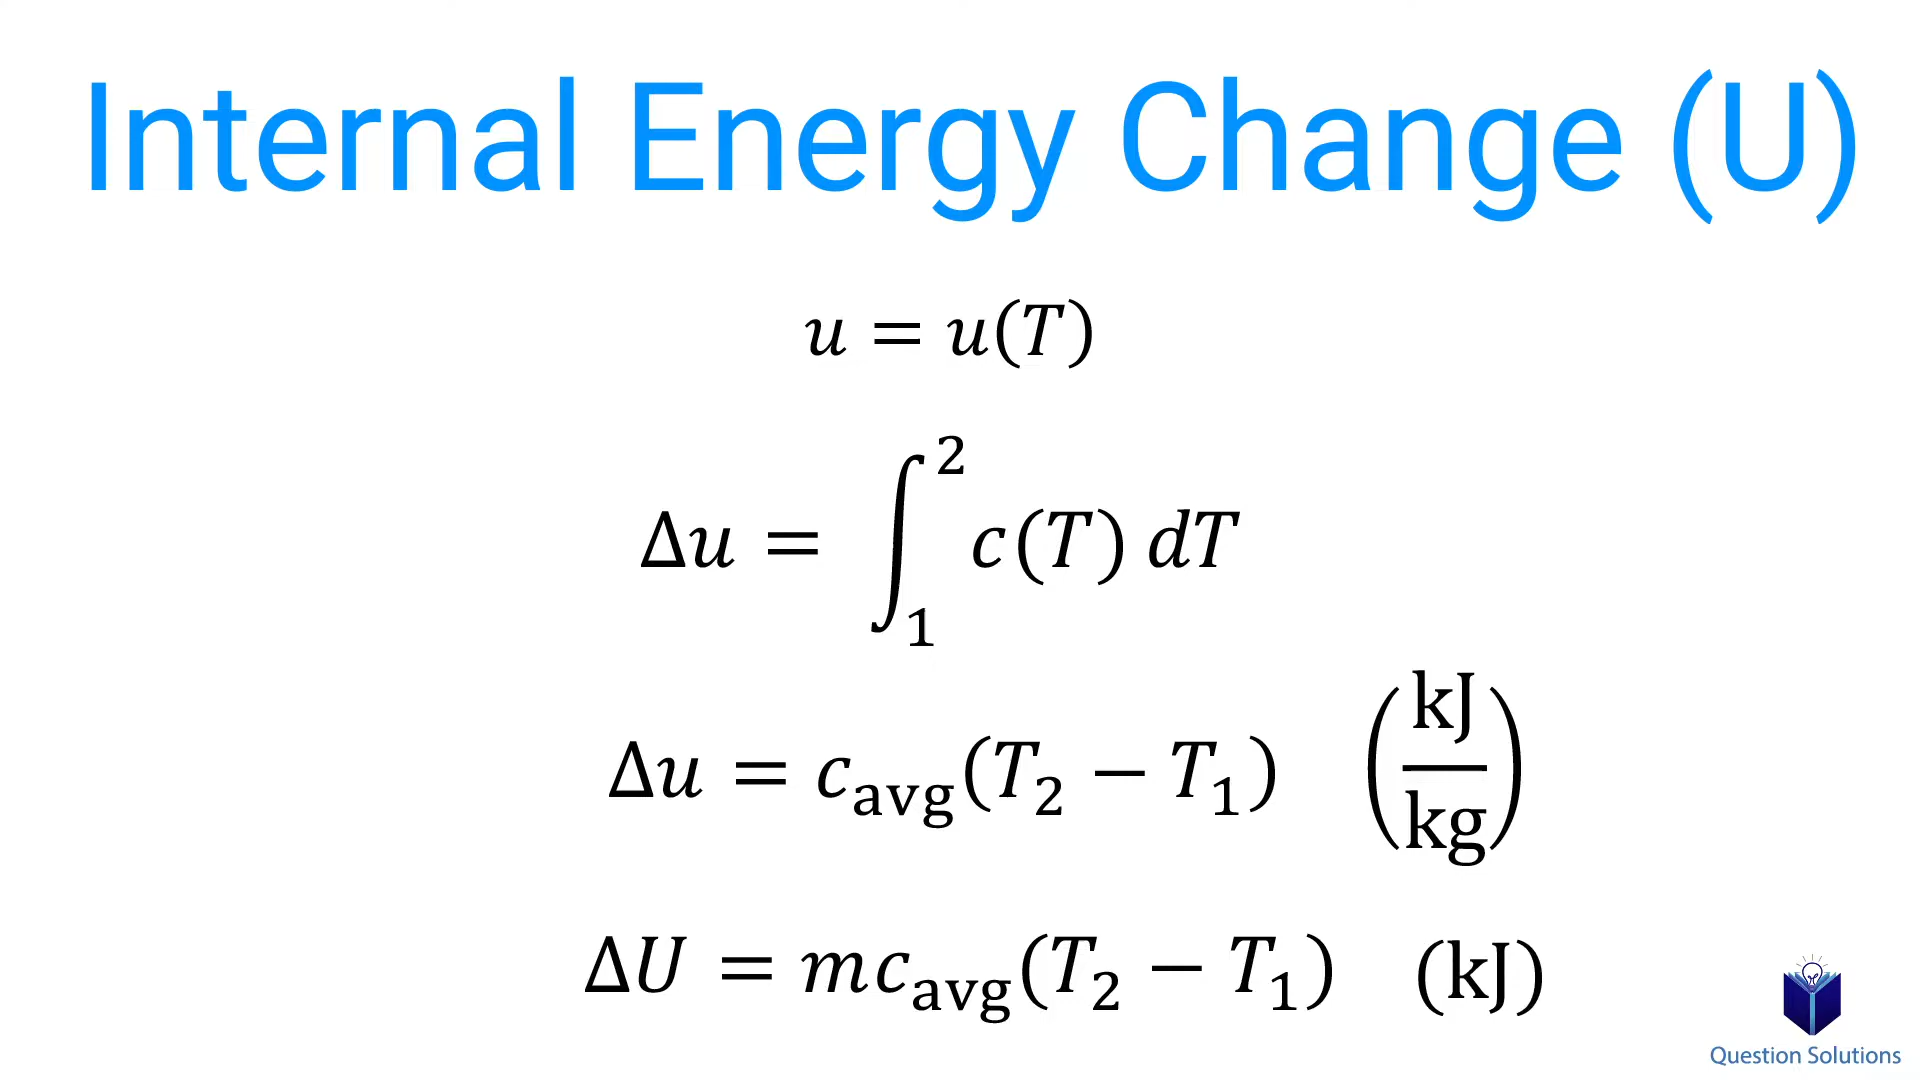 Internal Energy Change (U)
u = u(T)
Δu = ∫₁² c(T) dT
Δu = c_avg(T₂ − T₁) (kJ/kg)
ΔU = mc_avg(T₂ − T₁) (kJ)
Question Solutions